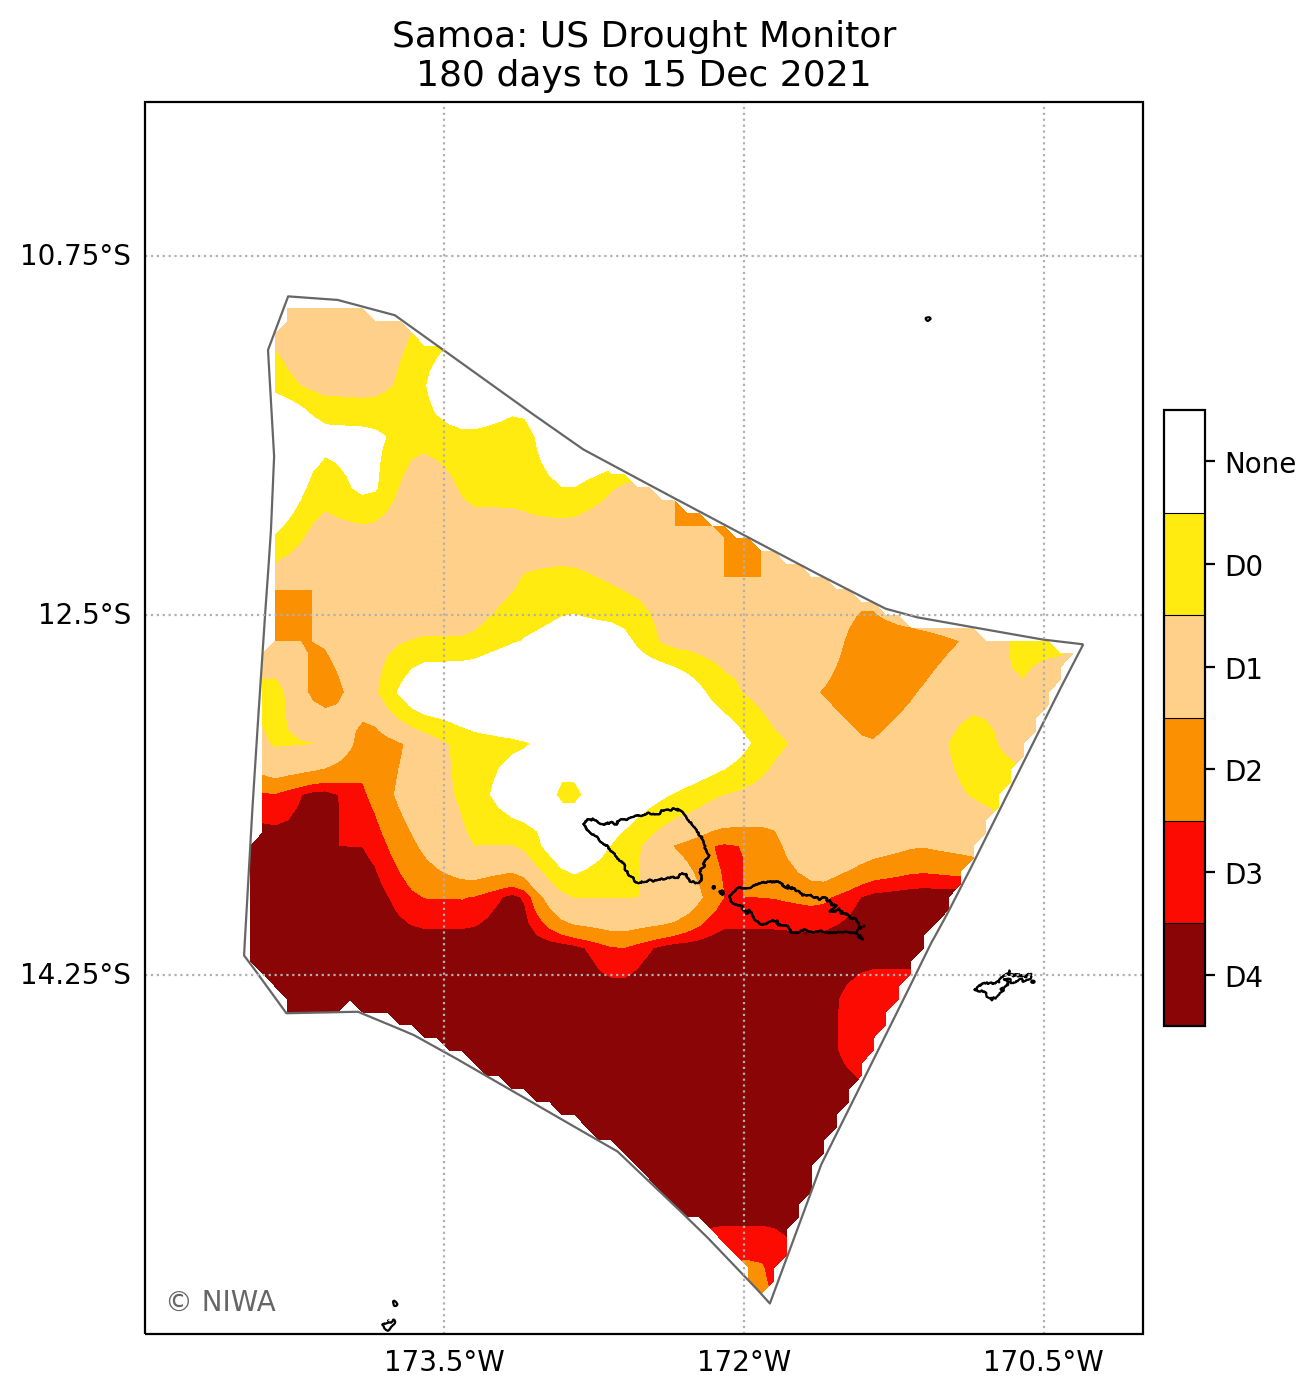 Samoa: US Drought Monitor
180 days to 15 Dec 2021
10.75°S
12.5°S
14.25°S
173.5°W
172°W
170.5°W
None
D0
D1
D2
D3
D4
© NIWA